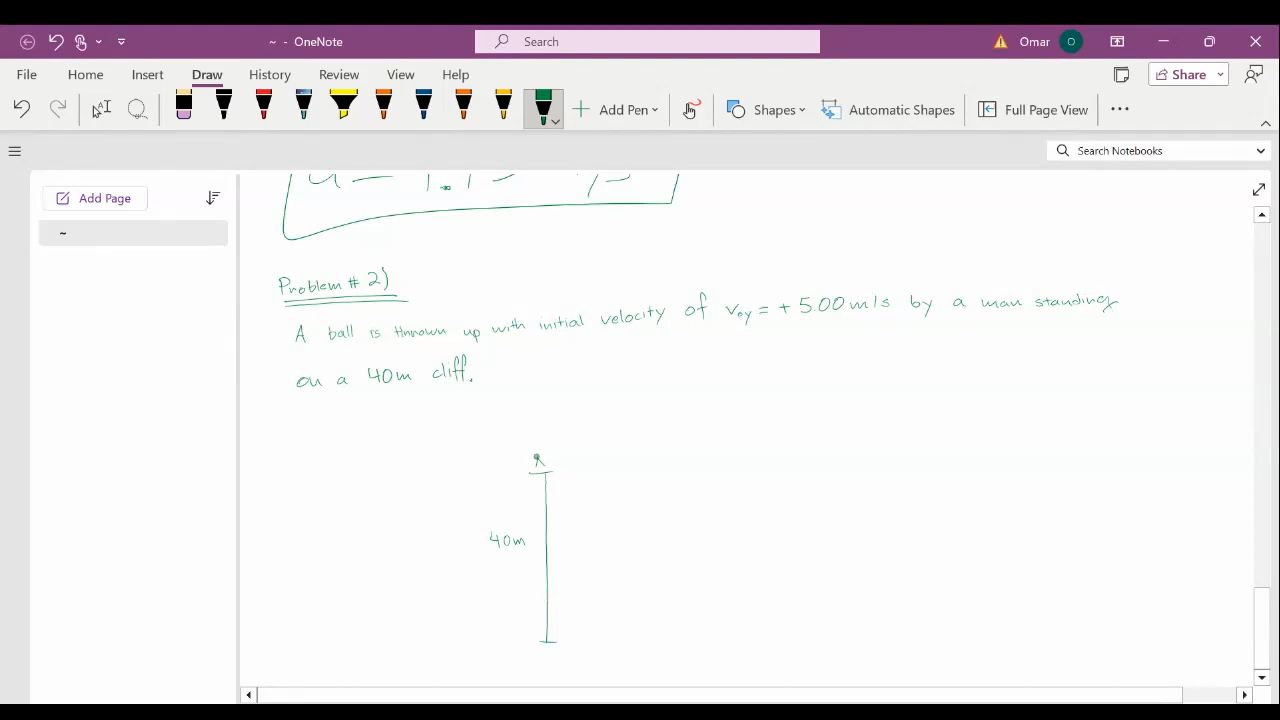 ~ - OneNote
Search
Omar
O
File
Home
Insert
Draw
History
Review
View
Help
Share
Add Pen
Shapes
Automatic Shapes
Full Page View
Search Notebooks
Add Page
~
Problem # 2)
A ball is thrown up with initial velocity of voy = + 5.00 m/s by a man standing
on a 40m cliff.
40m